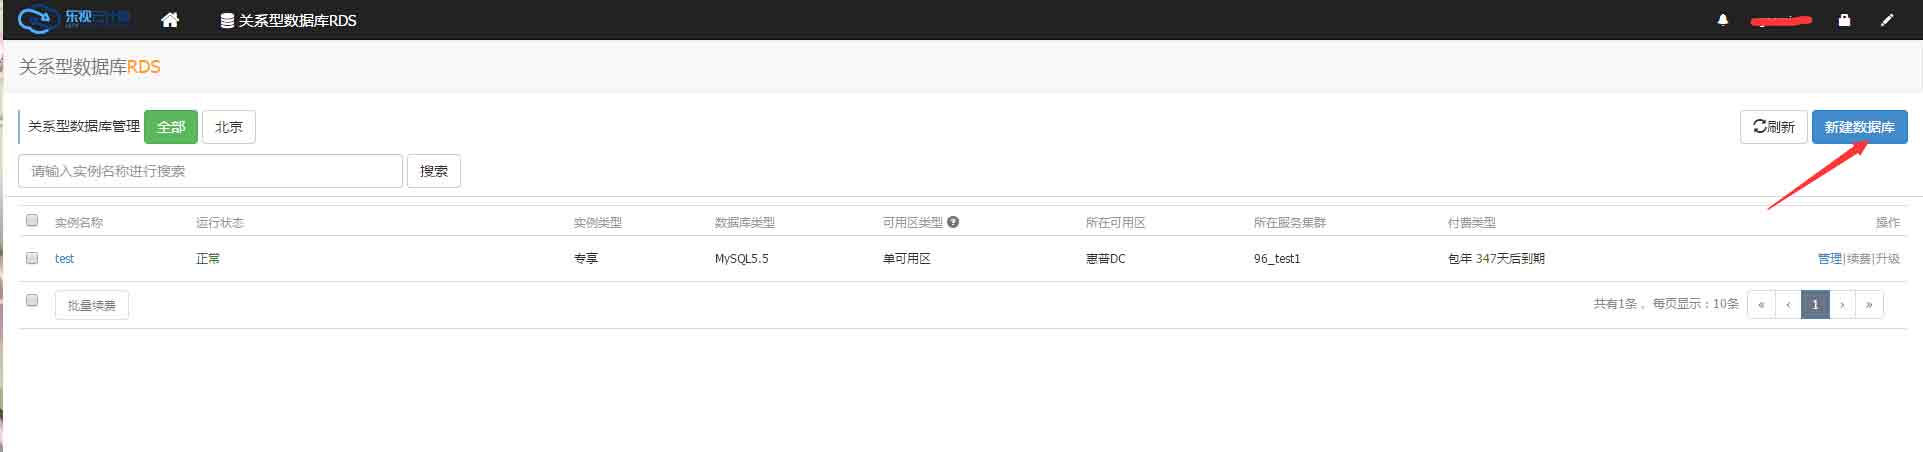 乐视云计算
关系型数据库RDS
关系型数据库RDS
关系型数据库管理 全部 北京 刷新 新建数据库
请输入实例名称进行搜索 搜索
实例名称 运行状态 实例类型 数据库类型 可用区类型 所在可用区 所在服务集群 付费类型 操作
test 正常 专享 MySQL5.5 单可用区 惠普DC 96_test1 包年 347天后到期 管理|续费|升级
批量续费 共有1条 ，每页显示：10条 « ‹ 1 › »